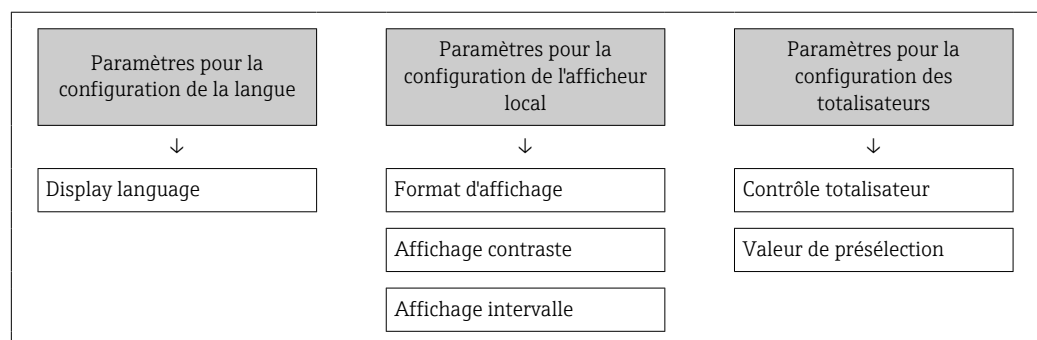 Paramètres pour la
configuration de la langue
Display language
Paramètres pour la
configuration de l'afficheur
local
Format d'affichage
Affichage contraste
Affichage intervalle
Paramètres pour la
configuration des
totalisateurs
Contrôle totalisateur
Valeur de présélection